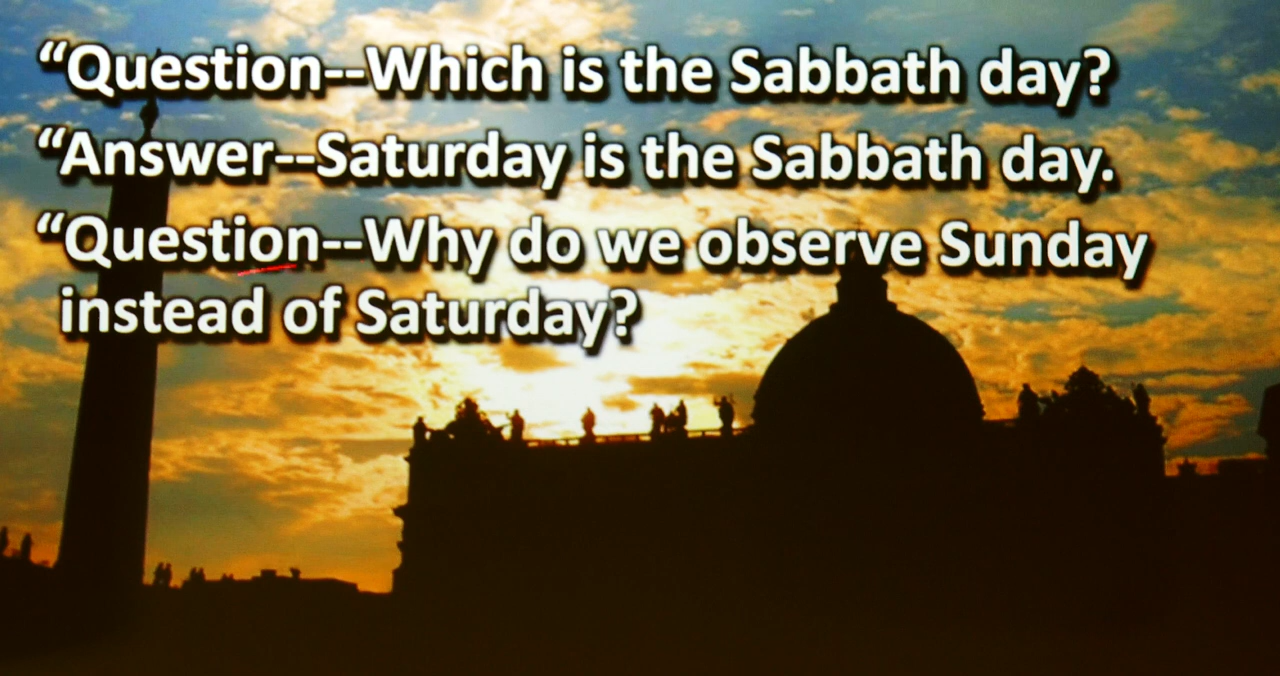 “Question--Which is the Sabbath day?
“Answer--Saturday is the Sabbath day.
“Question--Why do we observe Sunday
instead of Saturday?